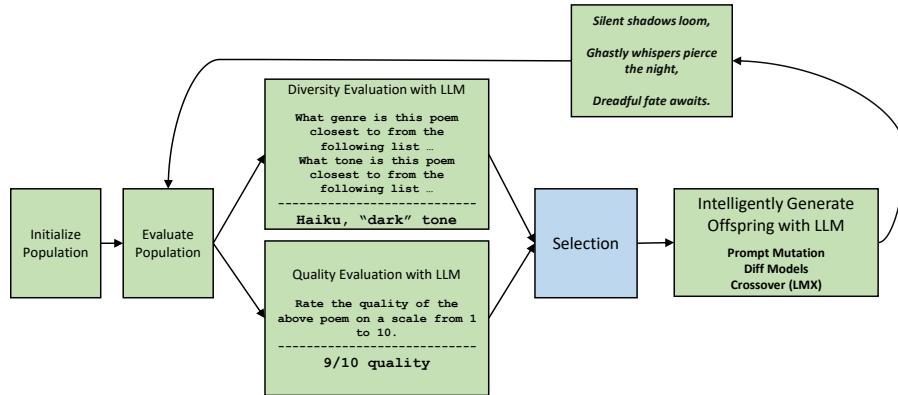 Silent shadows loom,
Ghastly whispers pierce
the night,
Dreadful fate awaits.
Diversity Evaluation with LLM
What genre is this poem
closest to from the
following list …
What tone is this poem
closest to from the
following list …
------------------------------
Haiku, “dark” tone
Initialize
Population
Evaluate
Population
Quality Evaluation with LLM
Rate the quality of the
above poem on a scale from 1
to 10.
------------------------------
9/10 quality
Selection
Intelligently Generate
Offspring with LLM
Prompt Mutation
Diff Models
Crossover (LMX)